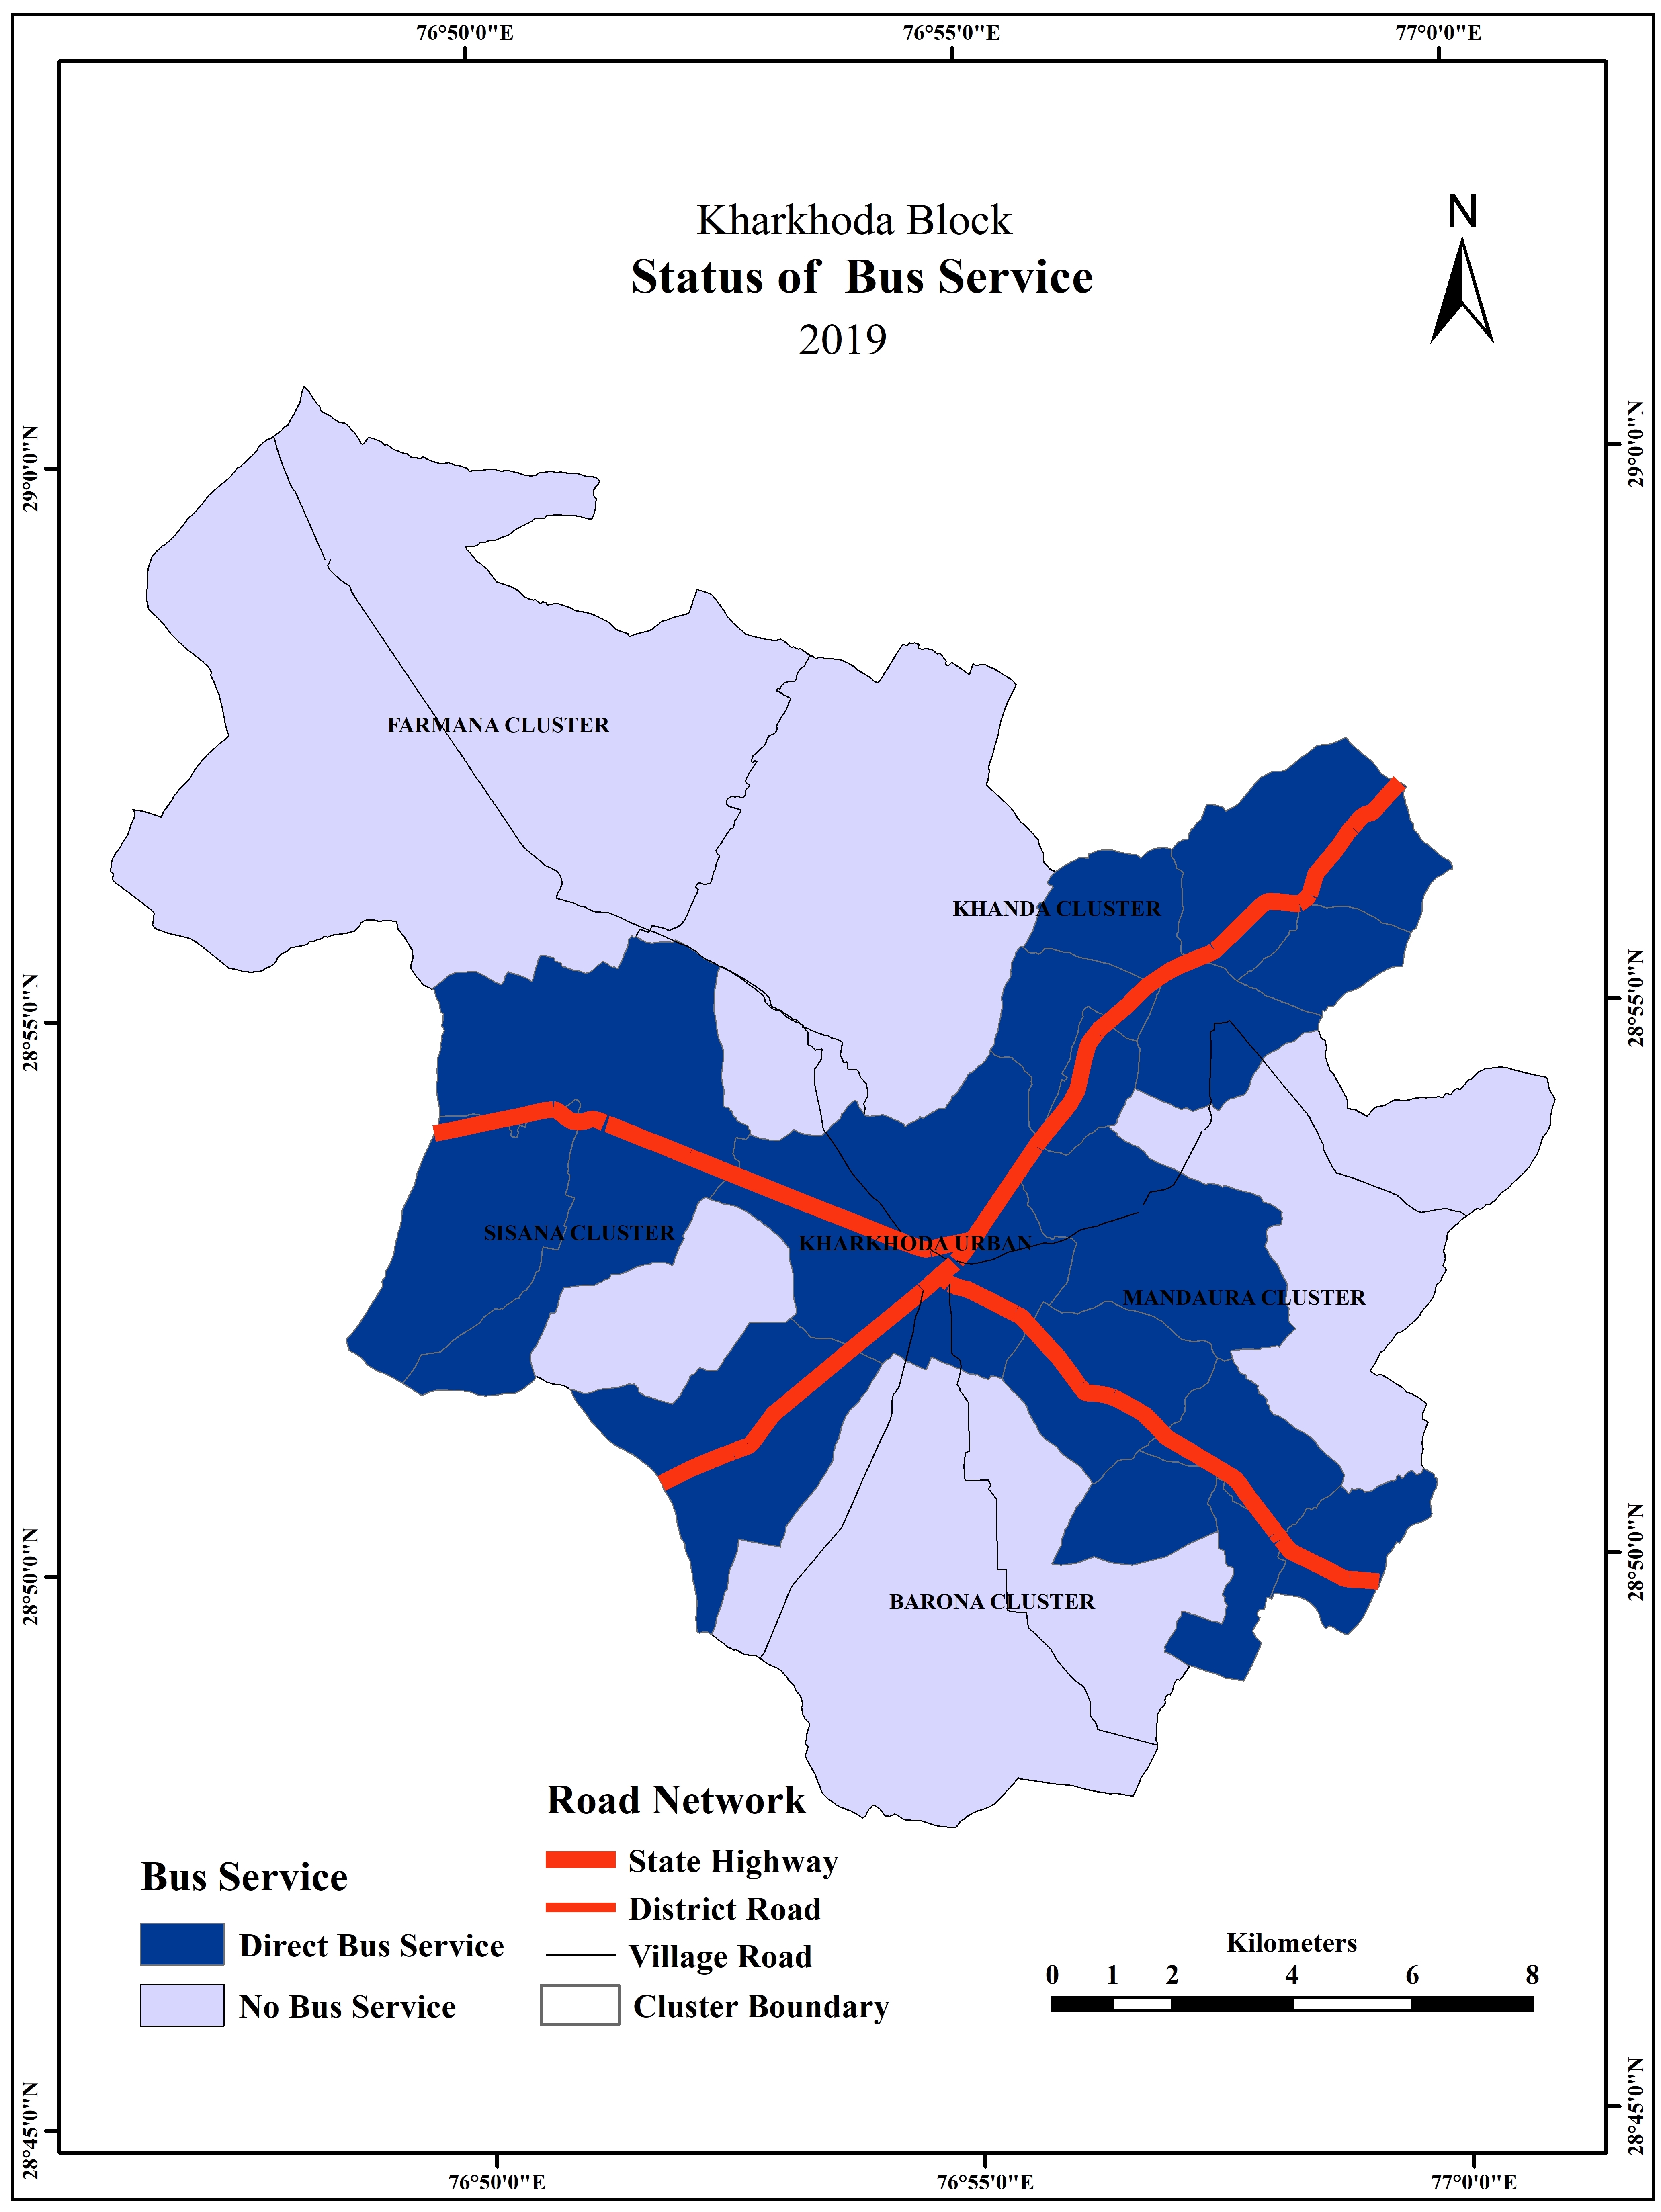 76°50'0"E 76°55'0"E 77°0'0"E
Kharkhoda Block
Status of  Bus Service
2019
N
29°0'0"N 29°0'0"N
FARMANA CLUSTER
KHANDA CLUSTER
28°55'0"N 28°55'0"N
SISANA CLUSTER
KHARKHODA URBAN
MANDAURA CLUSTER
28°50'0"N 28°50'0"N
BARONA CLUSTER
Road Network
State Highway
District Road
Village Road
Cluster Boundary
Bus Service
Direct Bus Service
No Bus Service
Kilometers
0 1 2 4 6 8
28°45'0"N 28°45'0"N
76°50'0"E 76°55'0"E 77°0'0"E